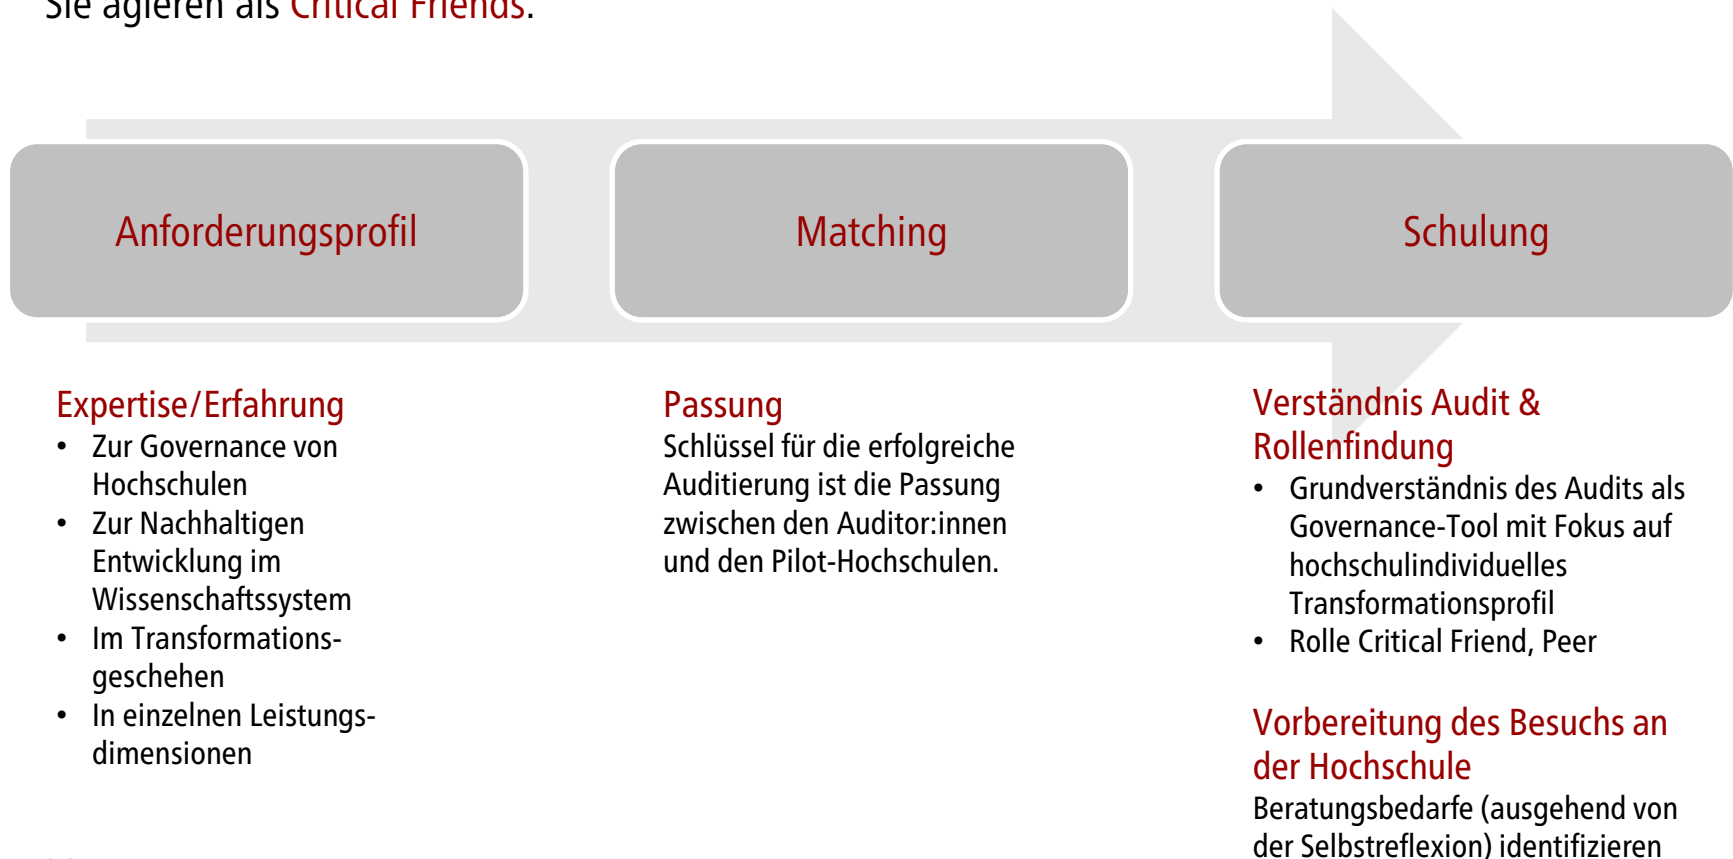 Sie agieren als Critical Friends.
Anforderungsprofil
Matching
Schulung
Expertise/Erfahrung
• Zur Governance von
Hochschulen
• Zur Nachhaltigen
Entwicklung im
Wissenschaftssystem
• Im Transformations-
geschehen
• In einzelnen Leistungs-
dimensionen
Passung
Schlüssel für die erfolgreiche
Auditierung ist die Passung
zwischen den Auditor:innen
und den Pilot-Hochschulen.
Verständnis Audit &
Rollenfindung
• Grundverständnis des Audits als
Governance-Tool mit Fokus auf
hochschulindividuelles
Transformationsprofil
• Rolle Critical Friend, Peer
Vorbereitung des Besuchs an
der Hochschule
Beratungsbedarfe (ausgehend von
der Selbstreflexion) identifizieren